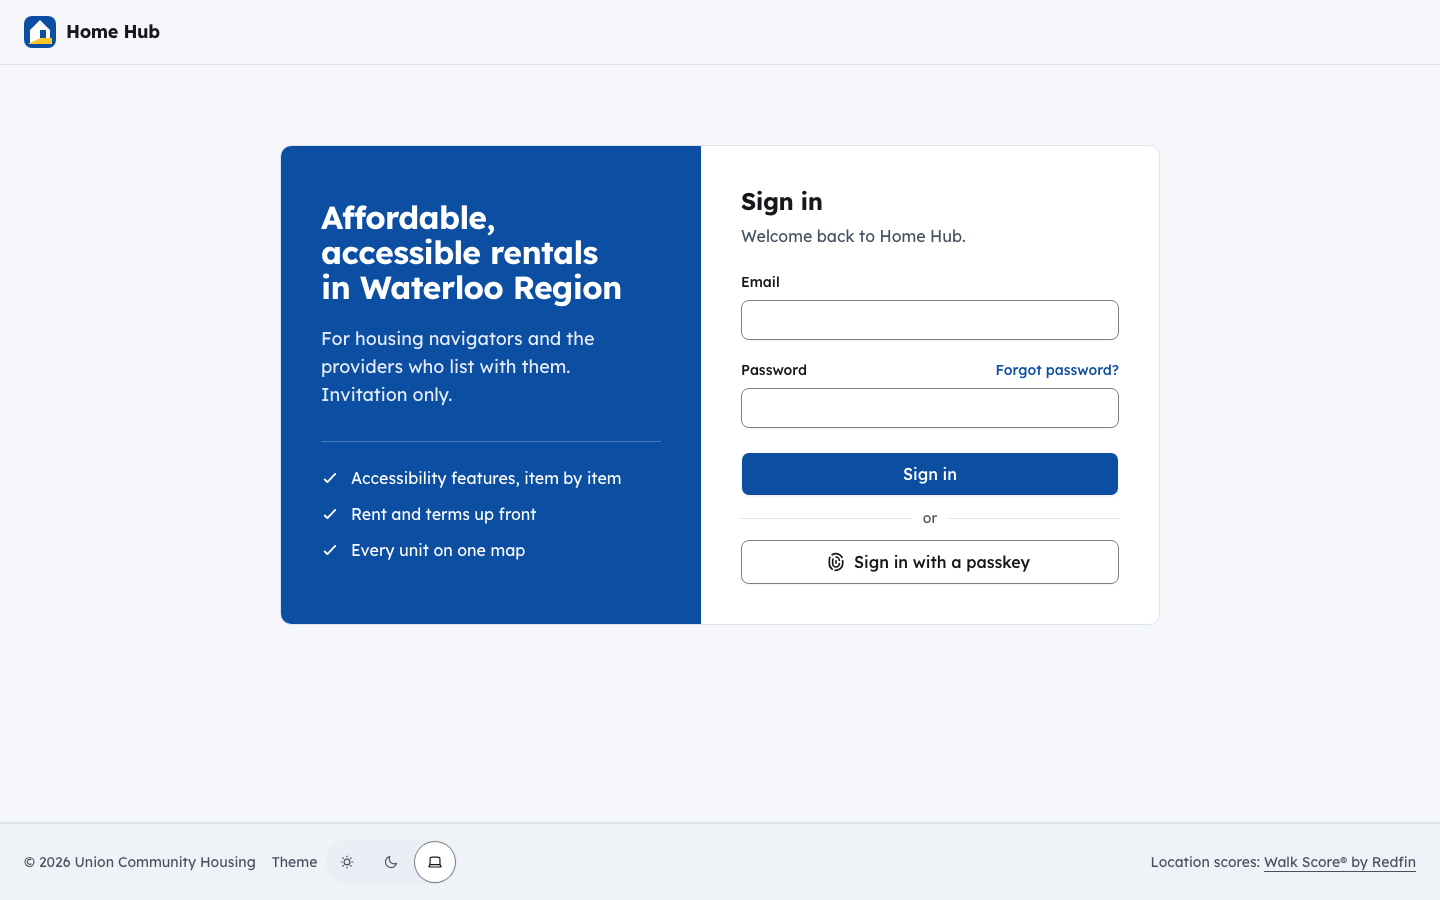 Home Hub
Affordable,
accessible rentals
in Waterloo Region
For housing navigators and the
providers who list with them.
Invitation only.
Accessibility features, item by item
Rent and terms up front
Every unit on one map
Sign in
Welcome back to Home Hub.
Email
Password
Forgot password?
Sign in
or
Sign in with a passkey
© 2026 Union Community Housing
Theme
Location scores: Walk Score® by Redfin